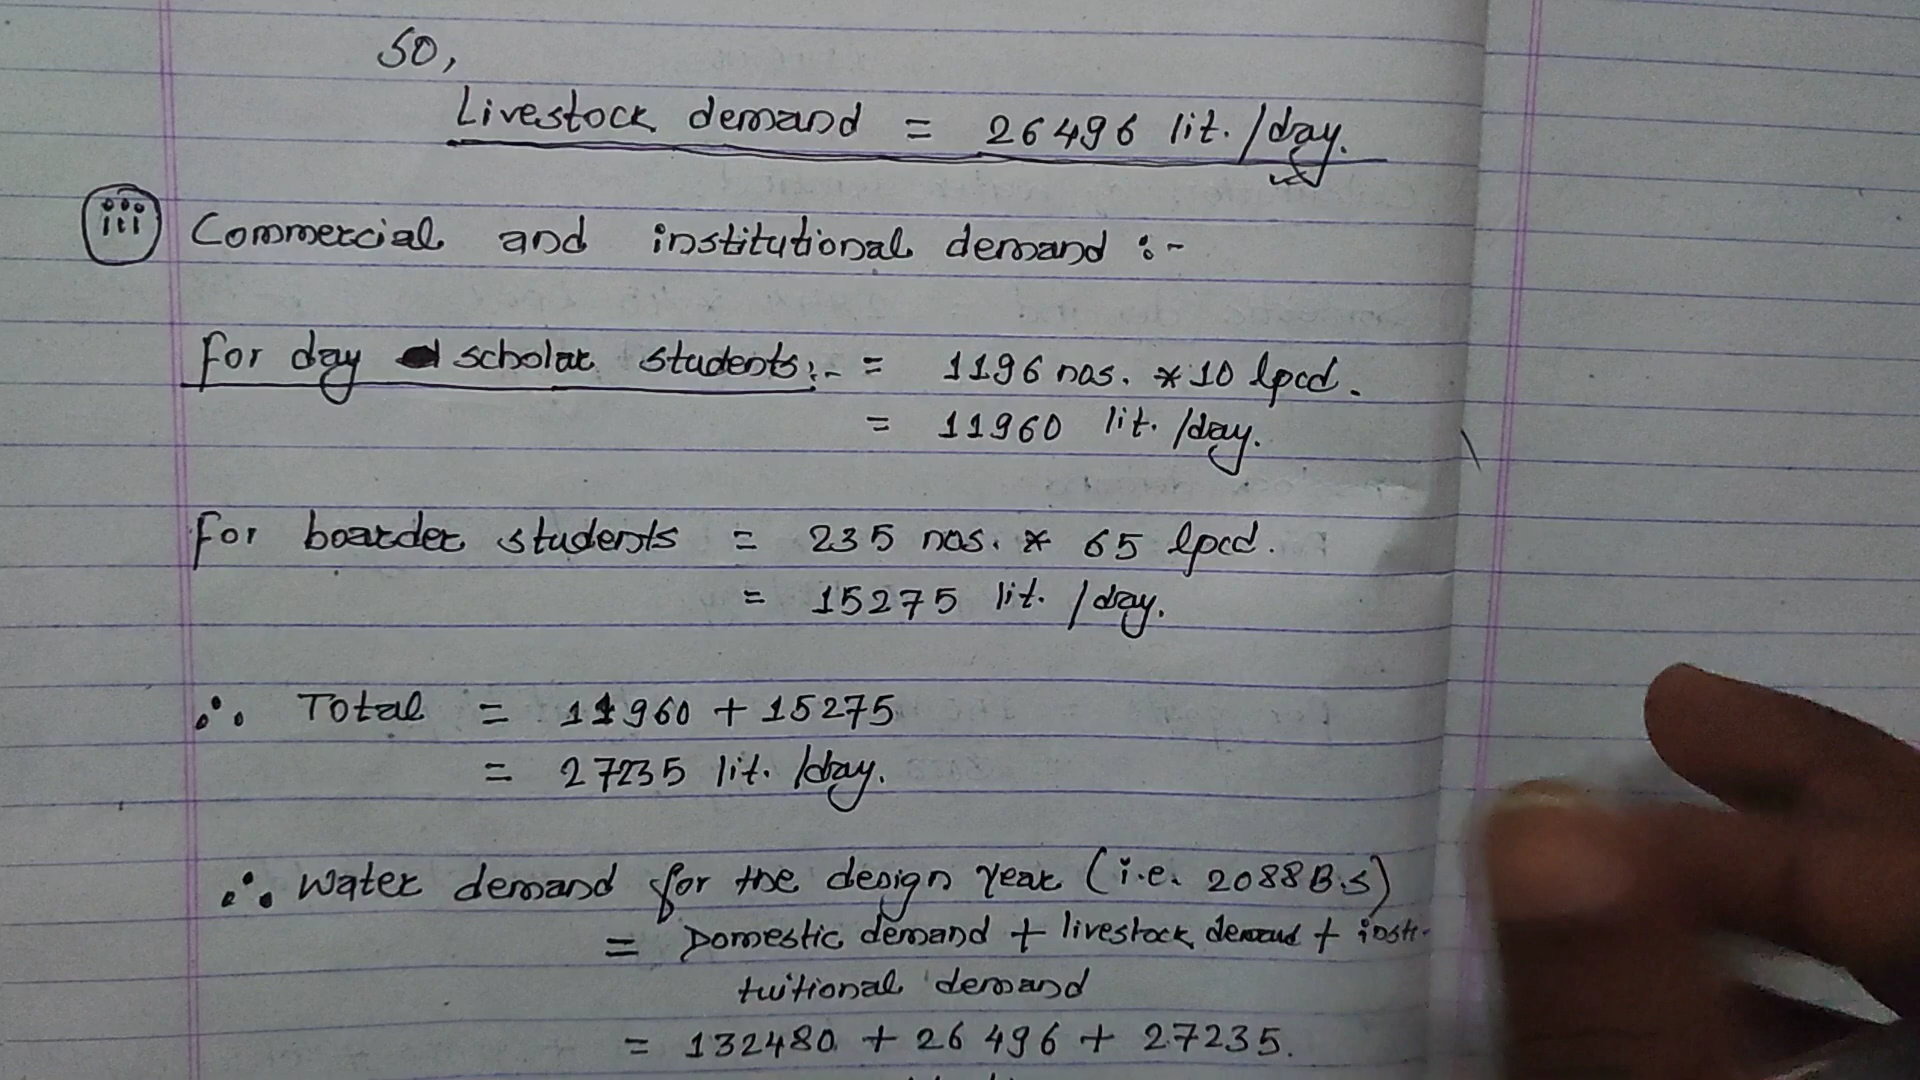 So,
Livestock demand = 26496 lit./day.
iii Commercial and institutional demand :-
For day scholar students:- = 1196 nos. * 10 lpcd.
= 11960 lit. /day.
For boarder students = 235 nos. * 65 lpcd.
= 15275 lit. /day.
∴ Total = 11960 + 15275
= 27235 lit. /day.
∴ Water demand for the design year (i.e. 2088 B.S)
= Domestic demand + livestock demand + insti-
tuitional demand
= 132480 + 26496 + 27235.